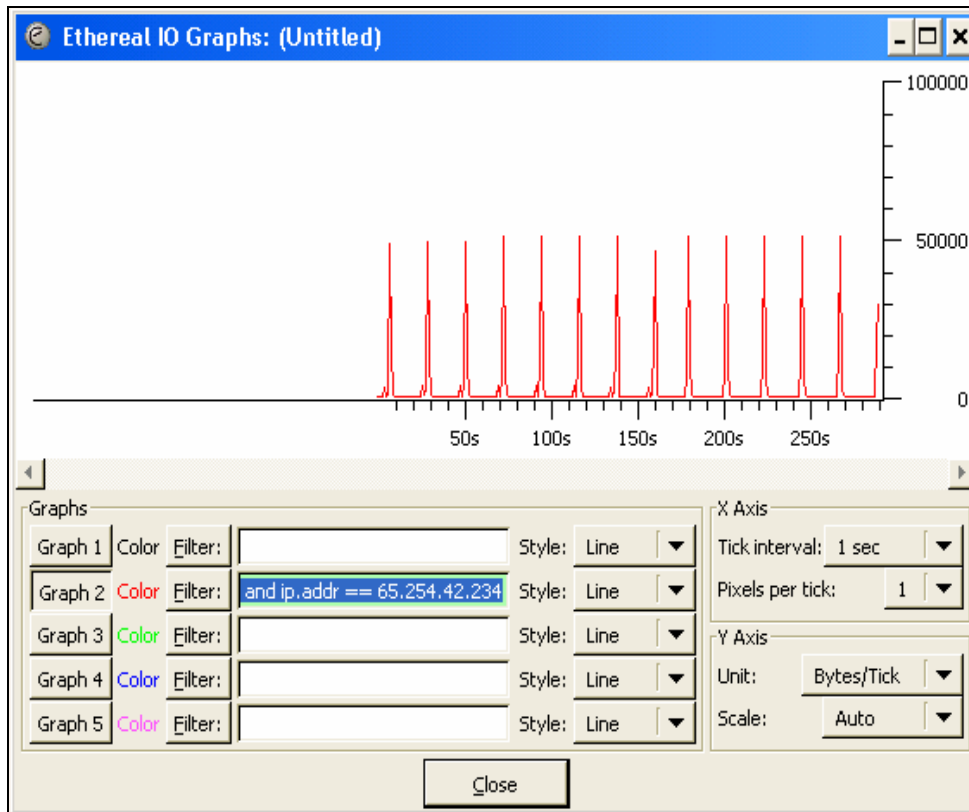 Ethereal IO Graphs: (Untitled)
100000
50000
0
50s 100s 150s 200s 250s
Graphs
Graph 1 Color Filter: Style: Line
Graph 2 Color Filter: and ip.addr == 65.254.42.234 Style: Line
Graph 3 Color Filter: Style: Line
Graph 4 Color Filter: Style: Line
Graph 5 Color Filter: Style: Line
X Axis
Tick interval: 1 sec
Pixels per tick: 1
Y Axis
Unit: Bytes/Tick
Scale: Auto
Close